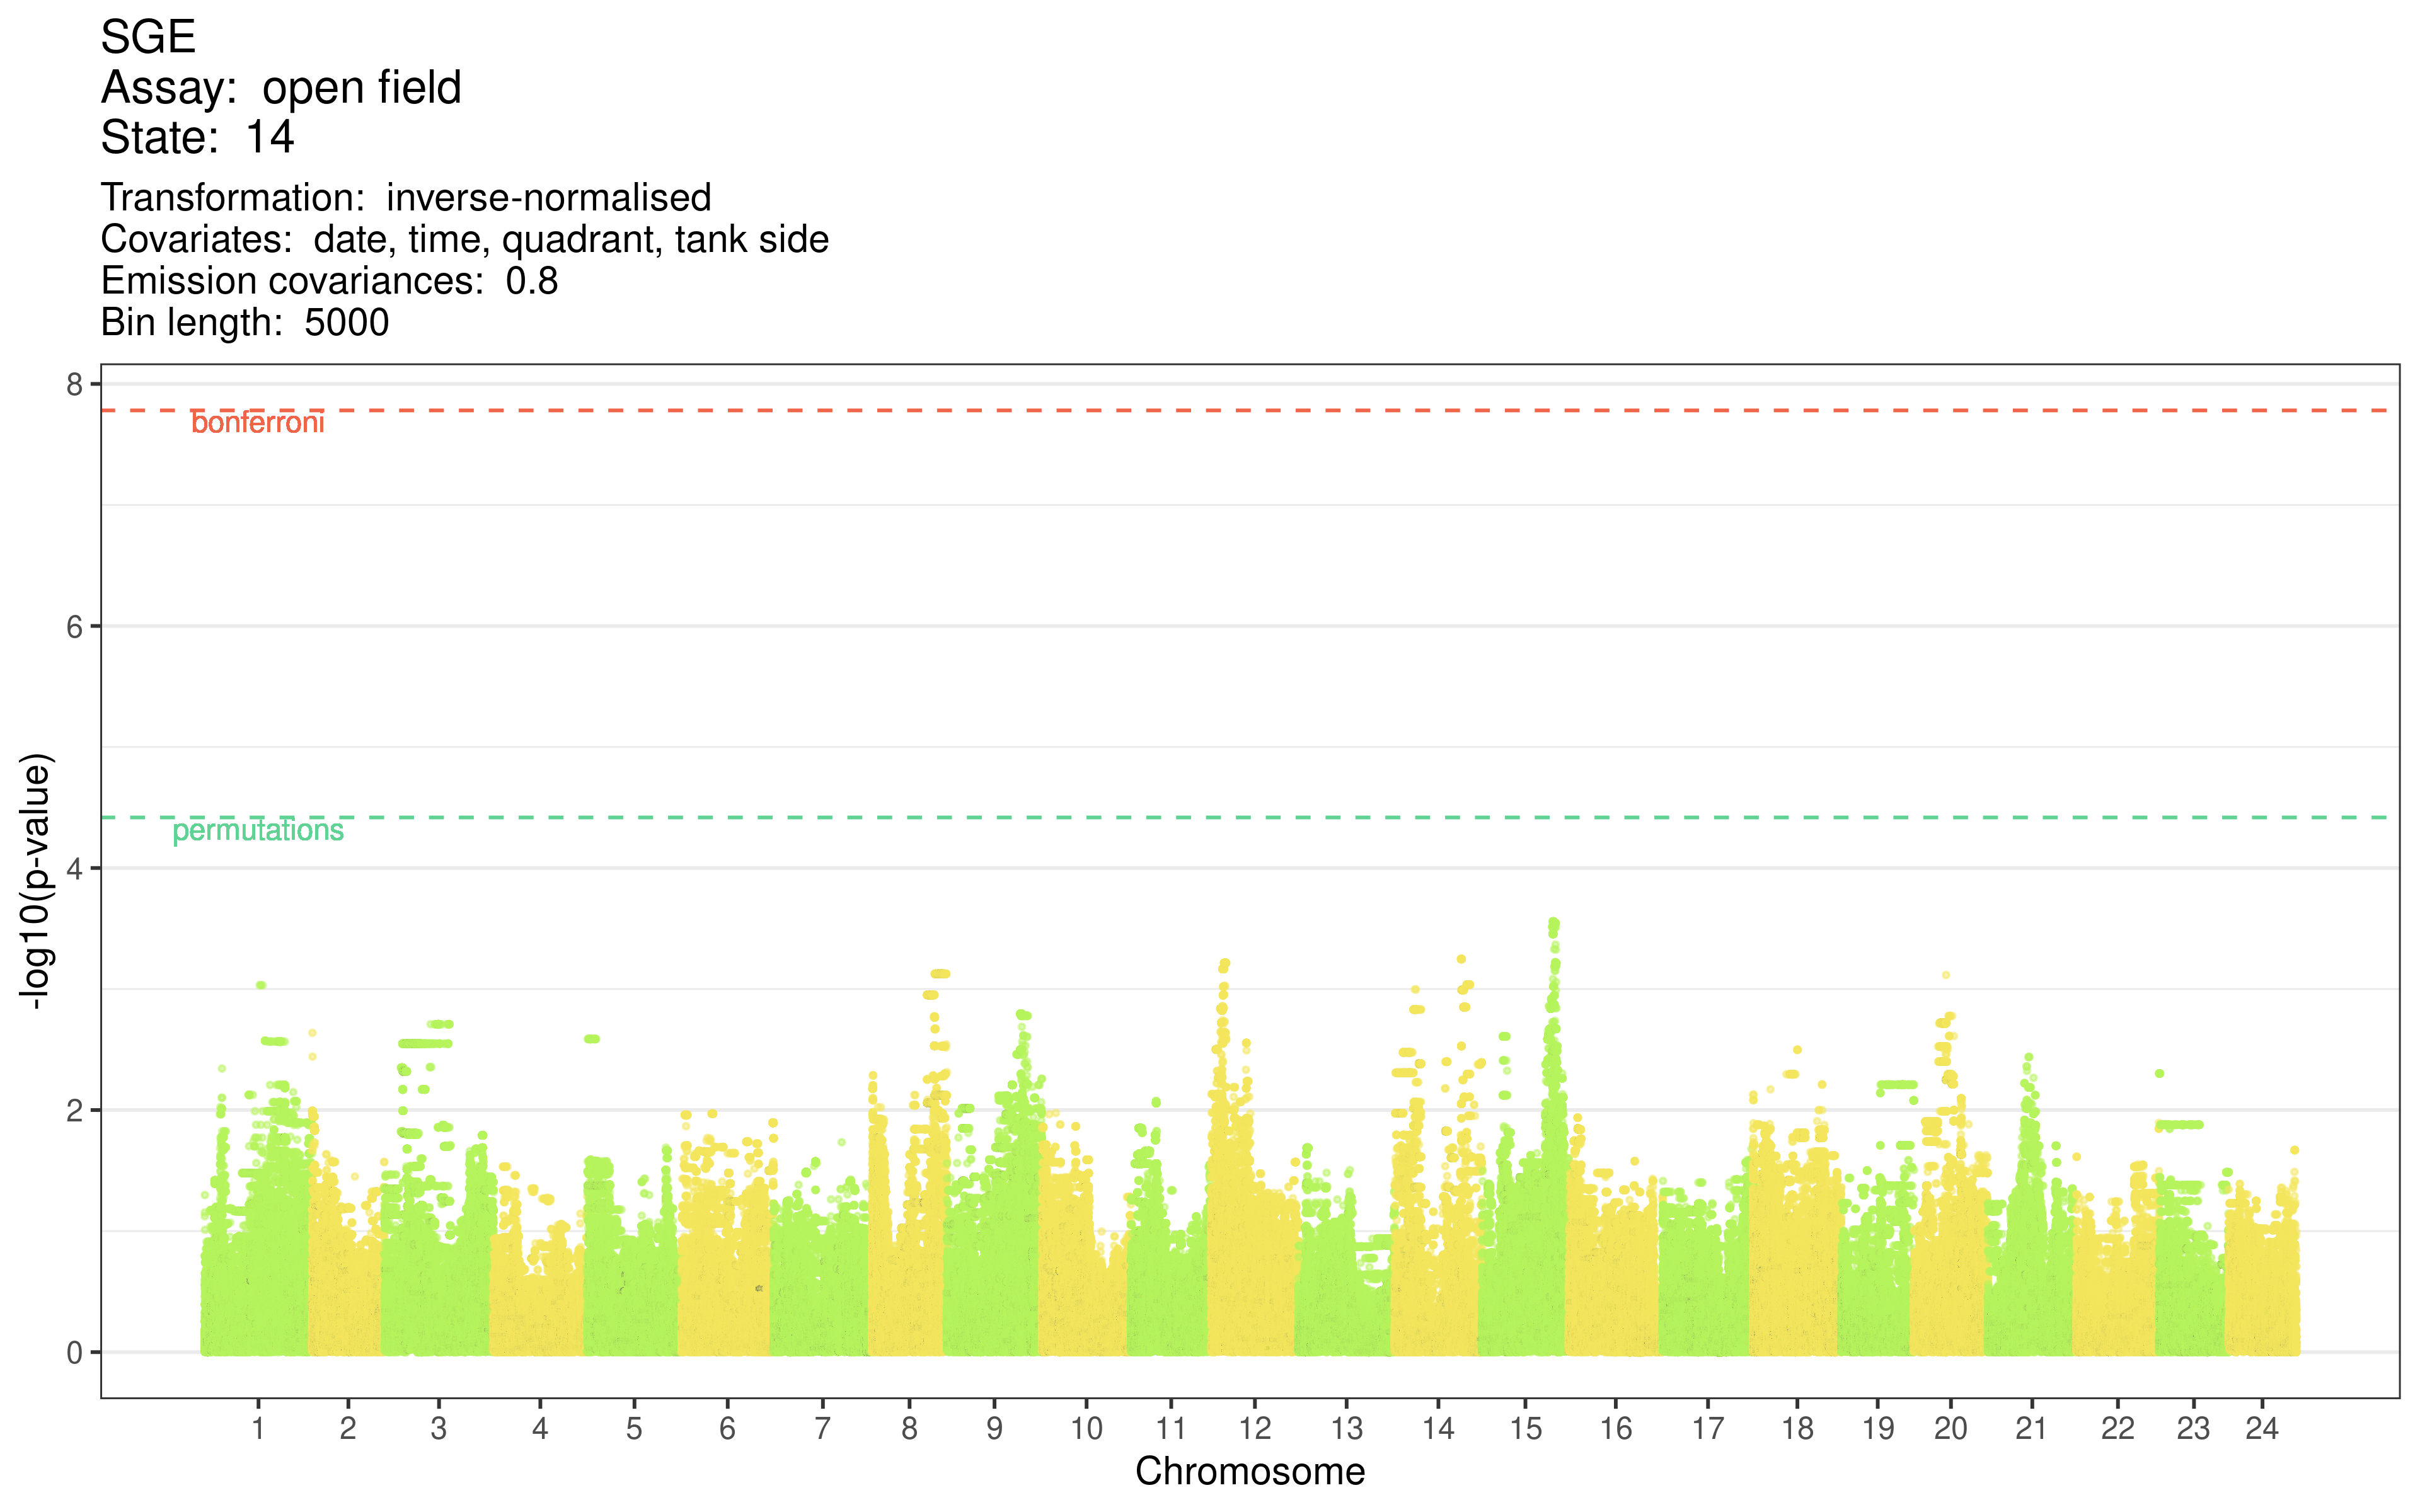 SGE
Assay:  open field
State:  14
Transformation:  inverse-normalised
Covariates:  date, time, quadrant, tank side
Emission covariances:  0.8
Bin length:  5000
8
bonferroni
6
permutations
4
2
0
-log10(p-value)
1 2 3 4 5 6 7 8 9 10 11 12 13 14 15 16 17 18 19 20 21 22 23 24
Chromosome